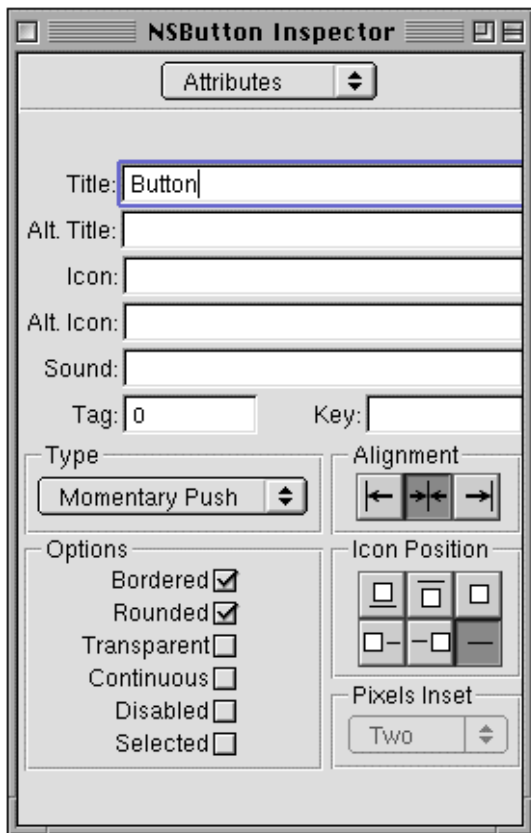 NSButton Inspector
Attributes
Title: Button
Alt. Title:
Icon:
Alt. Icon:
Sound:
Tag: 0 Key:
Type Alignment
Momentary Push
Options Icon Position
Bordered
Rounded
Transparent
Continuous
Disabled Pixels Inset
Selected Two